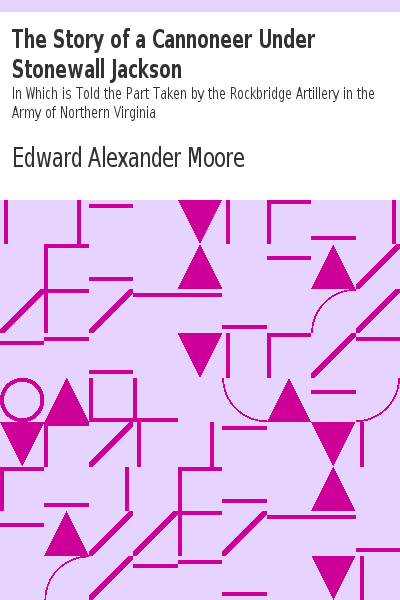 The Story of a Cannoneer Under
Stonewall Jackson
In Which is Told the Part Taken by the Rockbridge Artillery in the
Army of Northern Virginia
Edward Alexander Moore